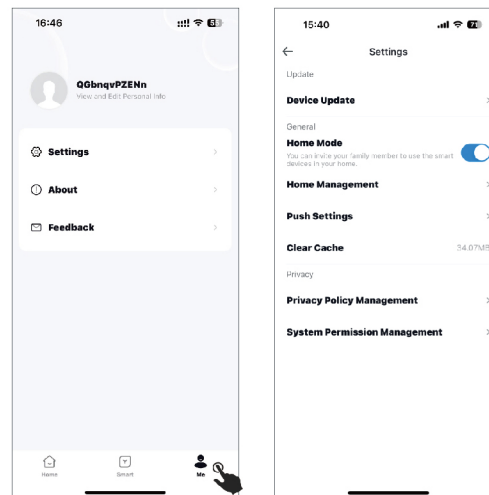 16:46
QGbnqvPZENn
View and Edit Personal Info
Settings
About
Feedback
Home
Smart
Me
15:40
Settings
Update
Device Update
General
Home Mode
You can invite your family member to use the smart
devices in your home.
Home Management
Push Settings
Clear Cache
34.07MB
Privacy
Privacy Policy Management
System Permission Management